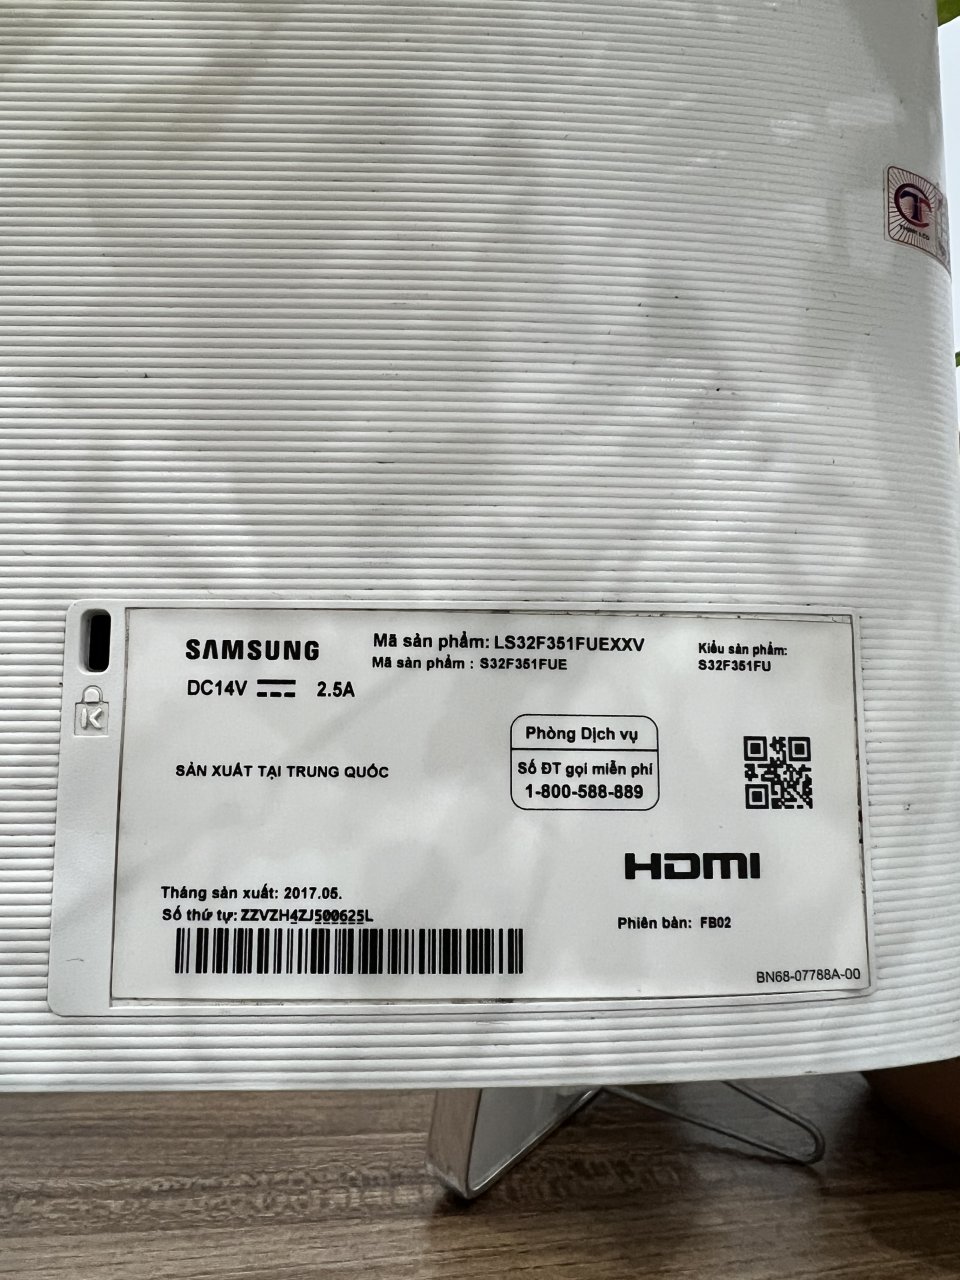 SAMSUNG
Mã sản phẩm: LS32F351FUEXXV
Mã sản phẩm : S32F351FUE
Kiểu sản phẩm:
S32F351FU
DC14V 2.5A
Phòng Dịch vụ
Số ĐT gọi miễn phí
1-800-588-889
SẢN XUẤT TẠI TRUNG QUỐC
HDMI
Tháng sản xuất: 2017.05.
Số thứ tự: ZZVZH4ZJ500625L
Phiên bản: FB02
BN68-07788A-00